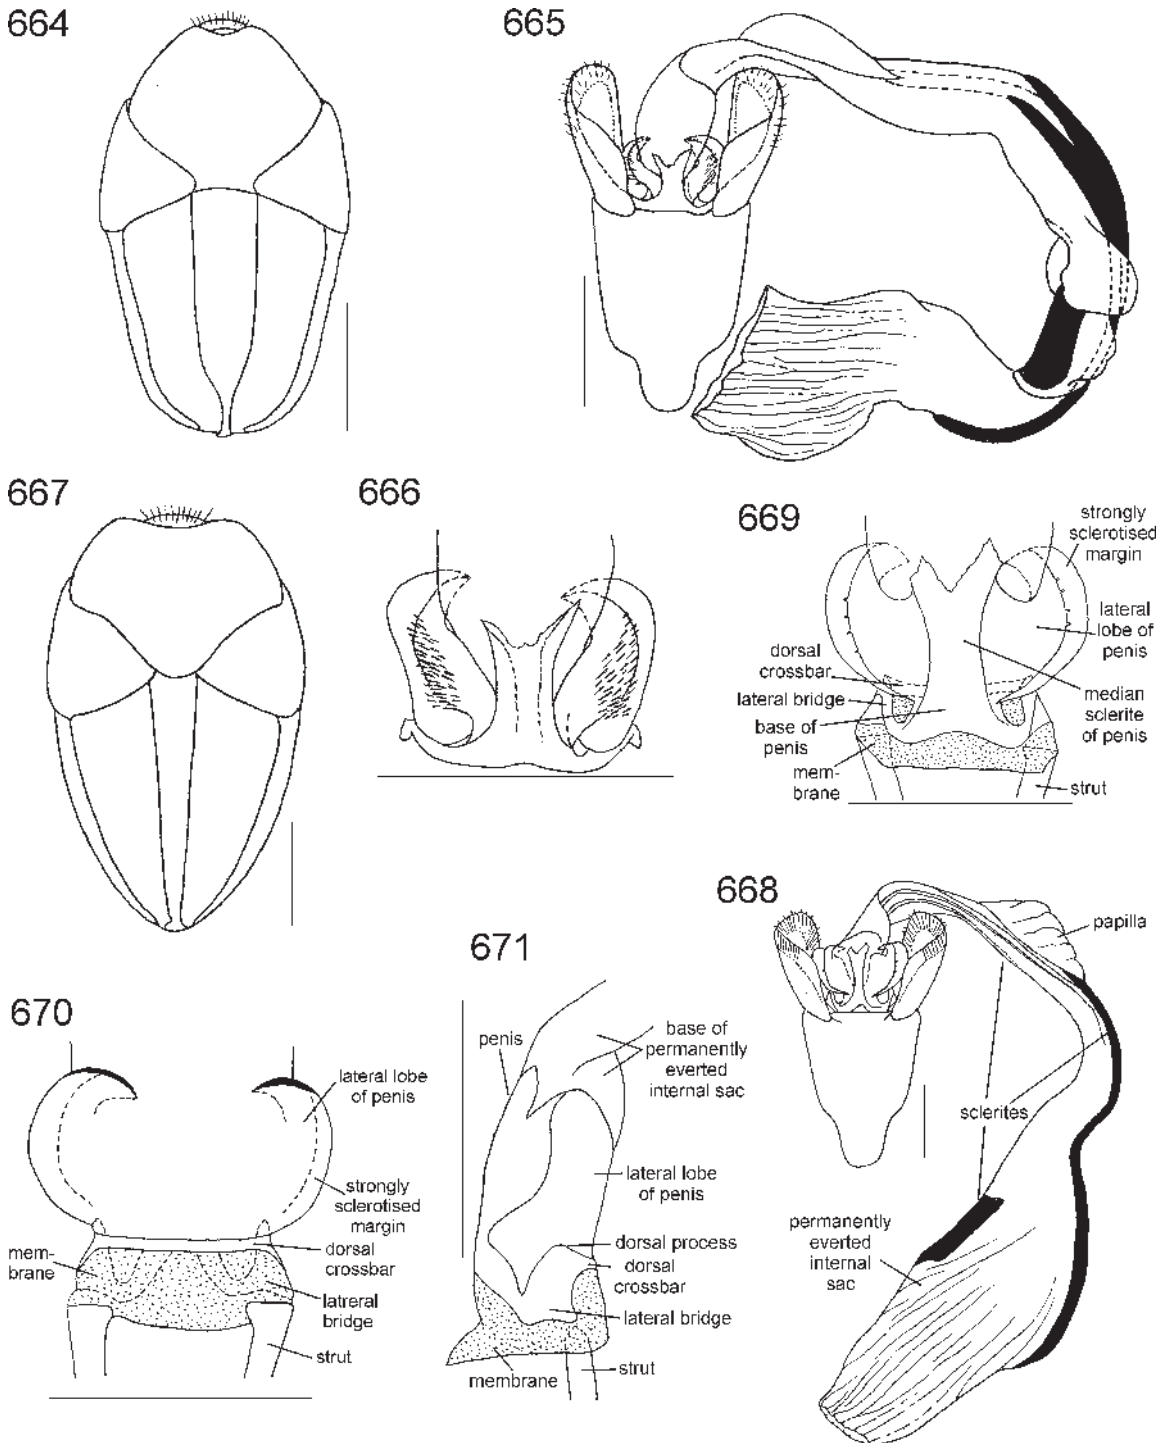 664
665
667
666
669
strongly
sclerotised
margin
lateral
lobe of
penis
dorsal
crossbar
lateral bridge
base of
penis
mem-
brane
median
sclerite
of penis
strut
668
papilla
sclerites
permanently
everted
internal
sac
671
penis
base of
permanently
everted
internal sac
lateral lobe
of penis
dorsal process
dorsal
crossbar
lateral bridge
strut
membrane
670
lateral lobe
of penis
strongly
sclerotised
margin
mem-
brane
dorsal
crossbar
latreral
bridge
strut